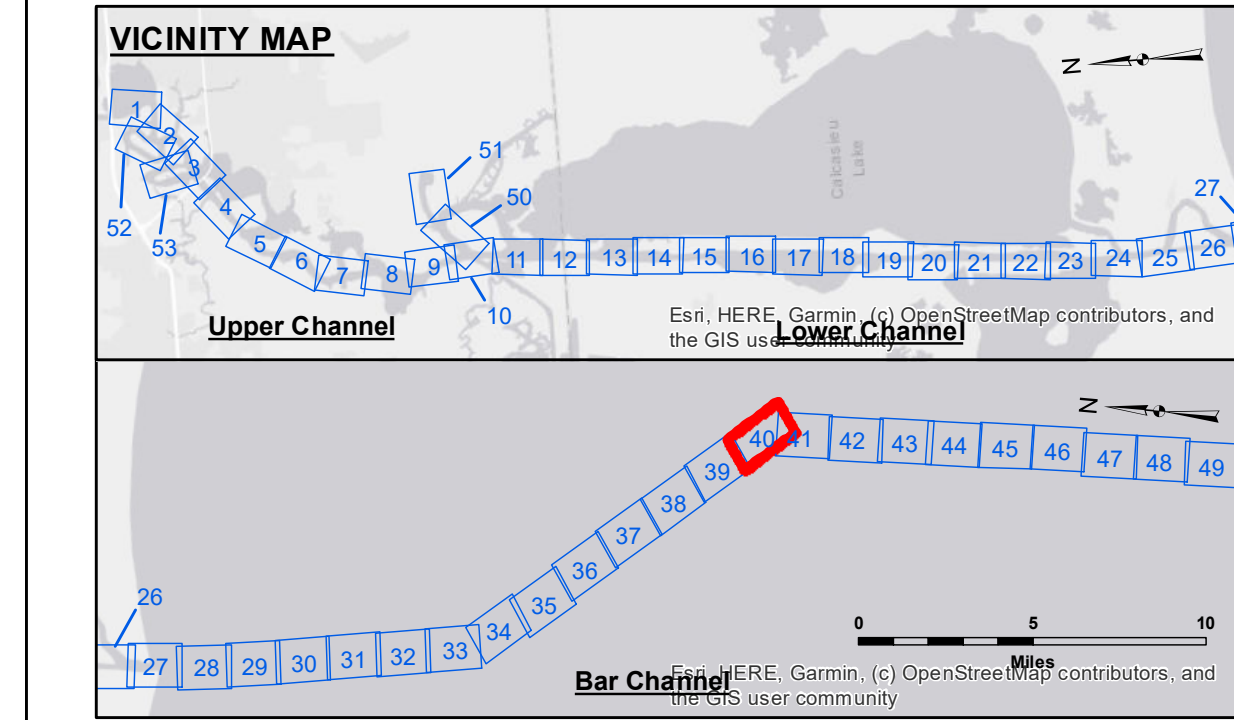 VICINITY MAP
N
Calcasieu
Lake
1
2
3
52
53
4
5
6
7
8
9
10
51
50
11 12 13 14 15 16 17 18 19 20 21 22 23 24 25 26
27
Upper Channel
Lower Channel
Esri, HERE, Garmin, (c) OpenStreetMap contributors, and
the GIS user community
N
26
27 28 29 30 31 32 33 34 35 36 37 38 39 40 41 42 43 44 45 46 47 48 49
0 5 10
Miles
Bar Channel
Esri, HERE, Garmin, (c) OpenStreetMap contributors, and
the GIS user community